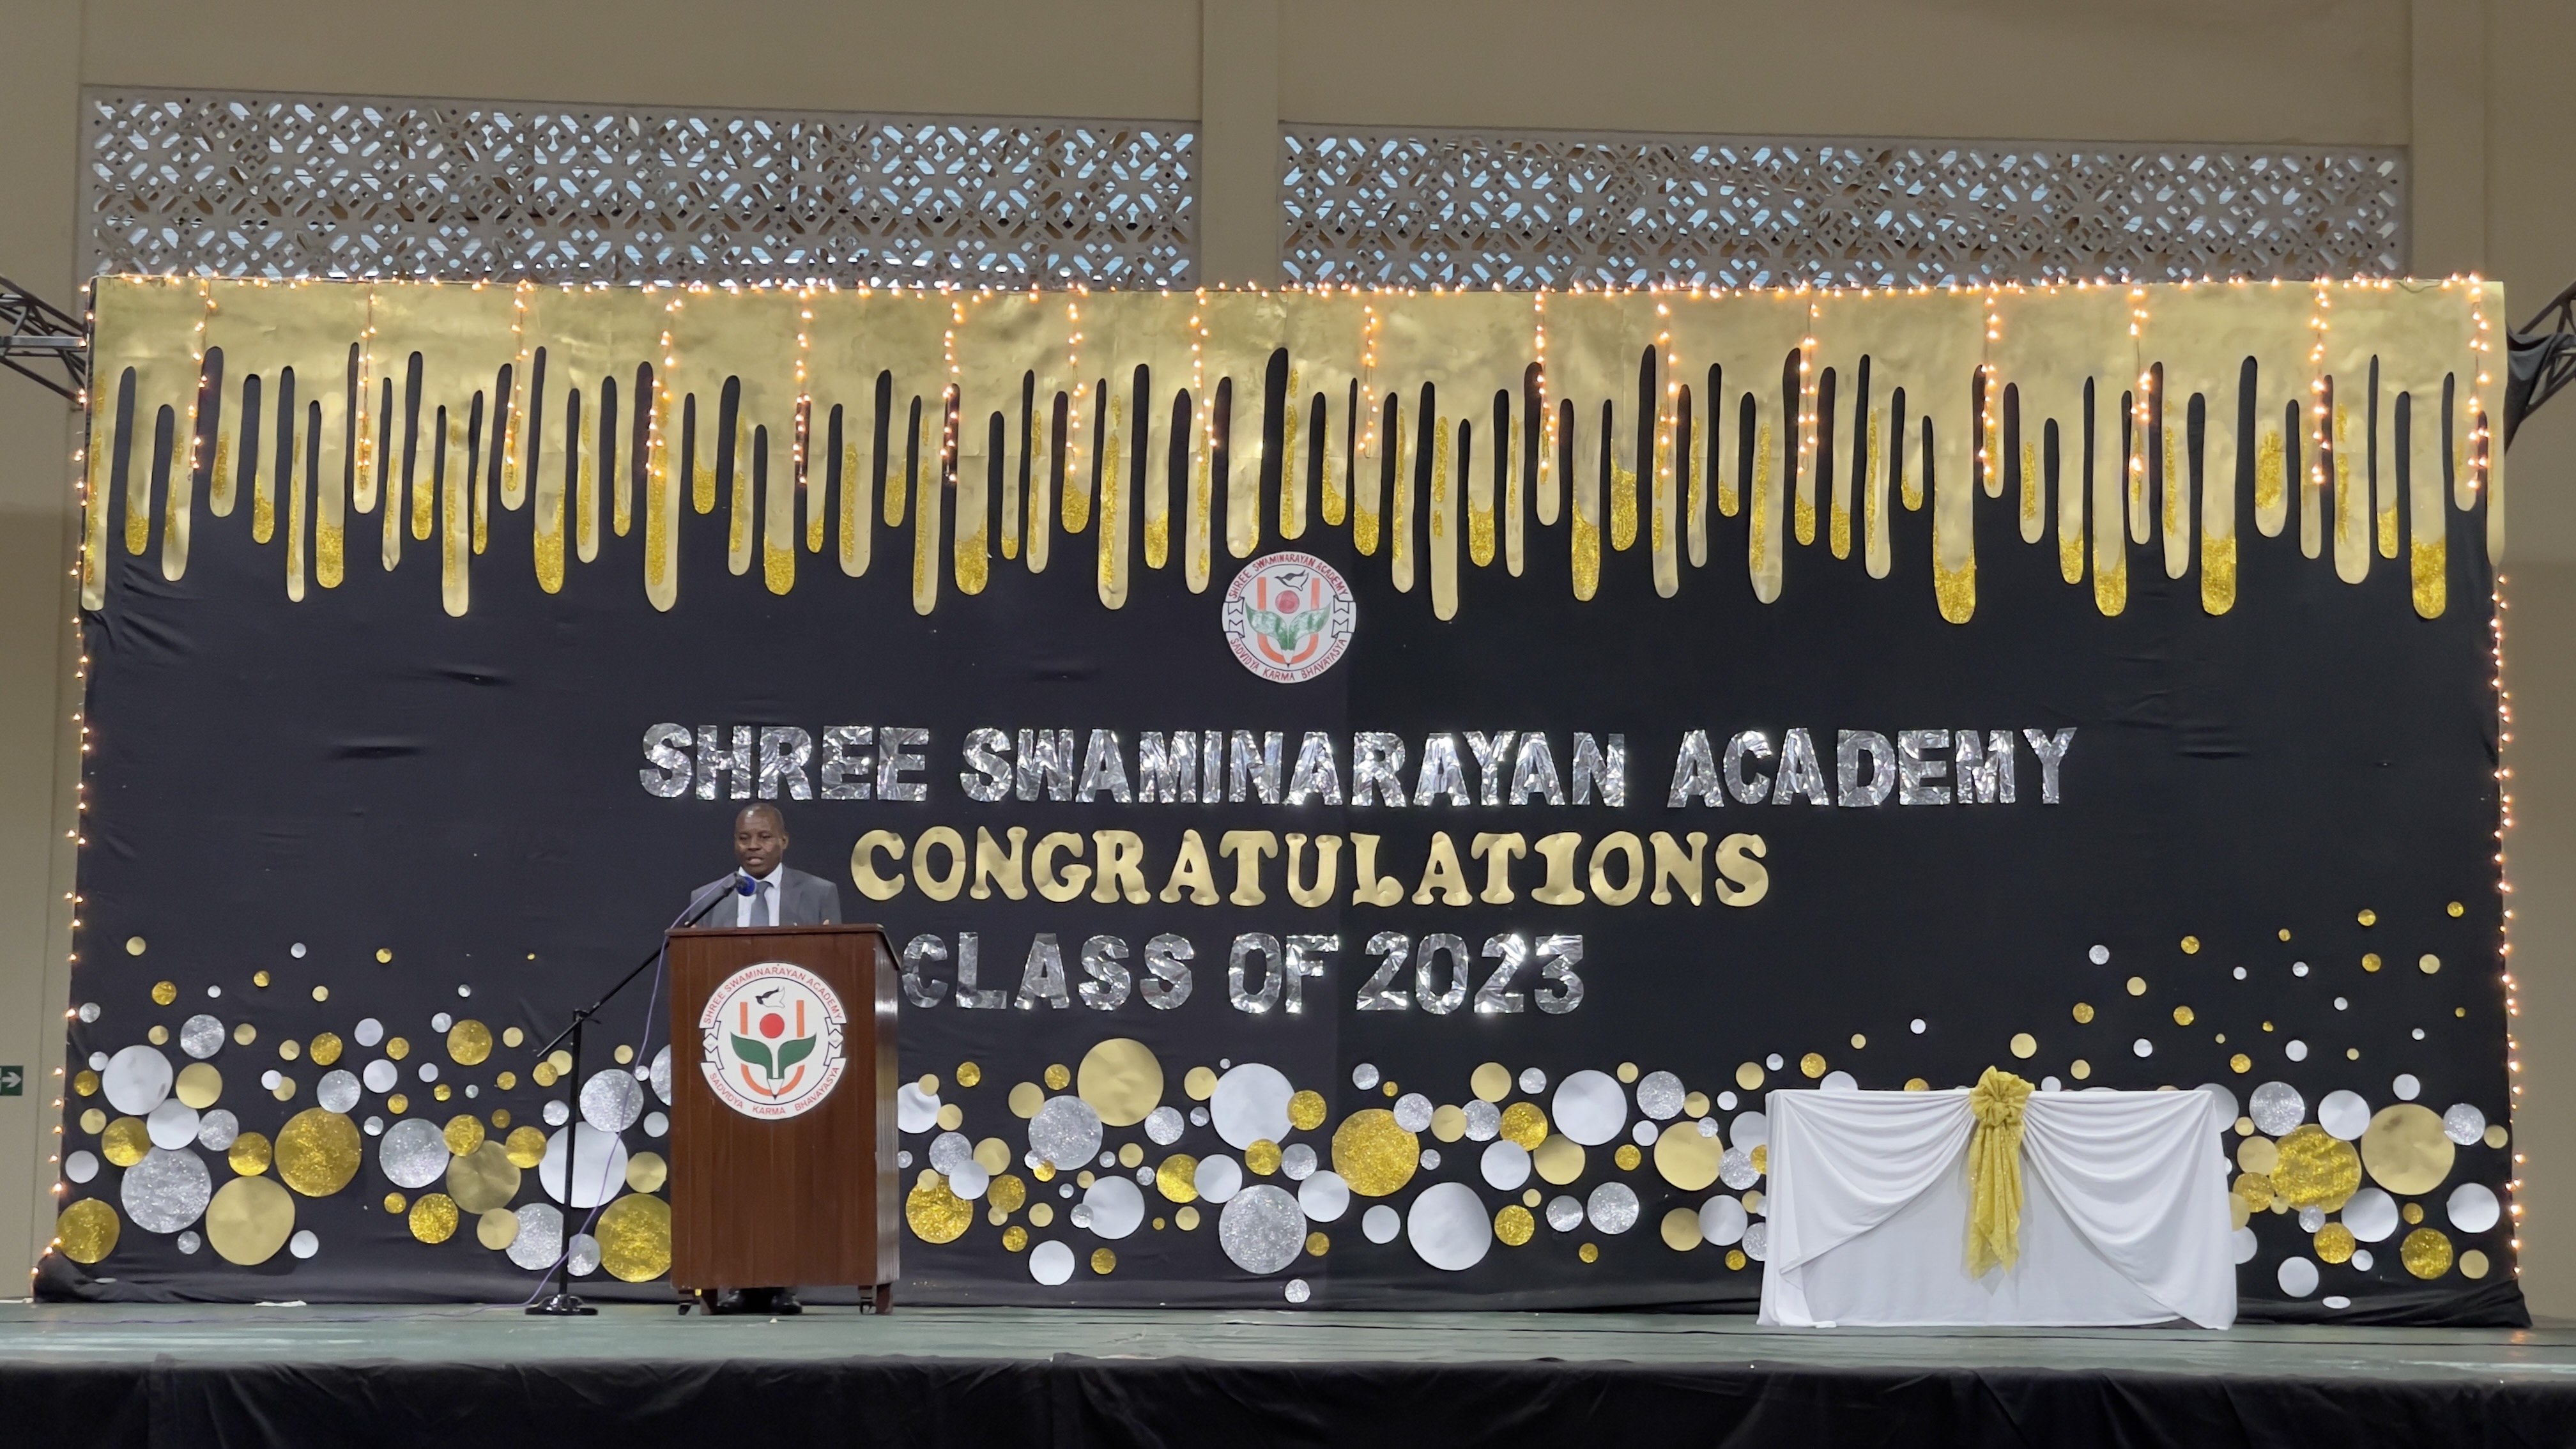 SHREE SWAMINARAYAN ACADEMY
SADVIDYA KARMA BHAVAYASYA
SHREE SWAMINARAYAN ACADEMY
CONGRATULATIONS
CLASS OF 2023
SHREE SWAMINARAYAN ACADEMY
SADVIDYA KARMA BHAVAYASYA